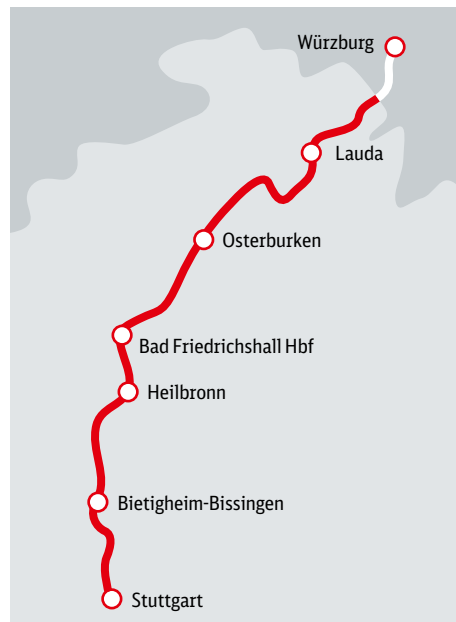 Würzburg
Lauda
Osterburken
Bad Friedrichshall Hbf
Heilbronn
Bietigheim-Bissingen
Stuttgart